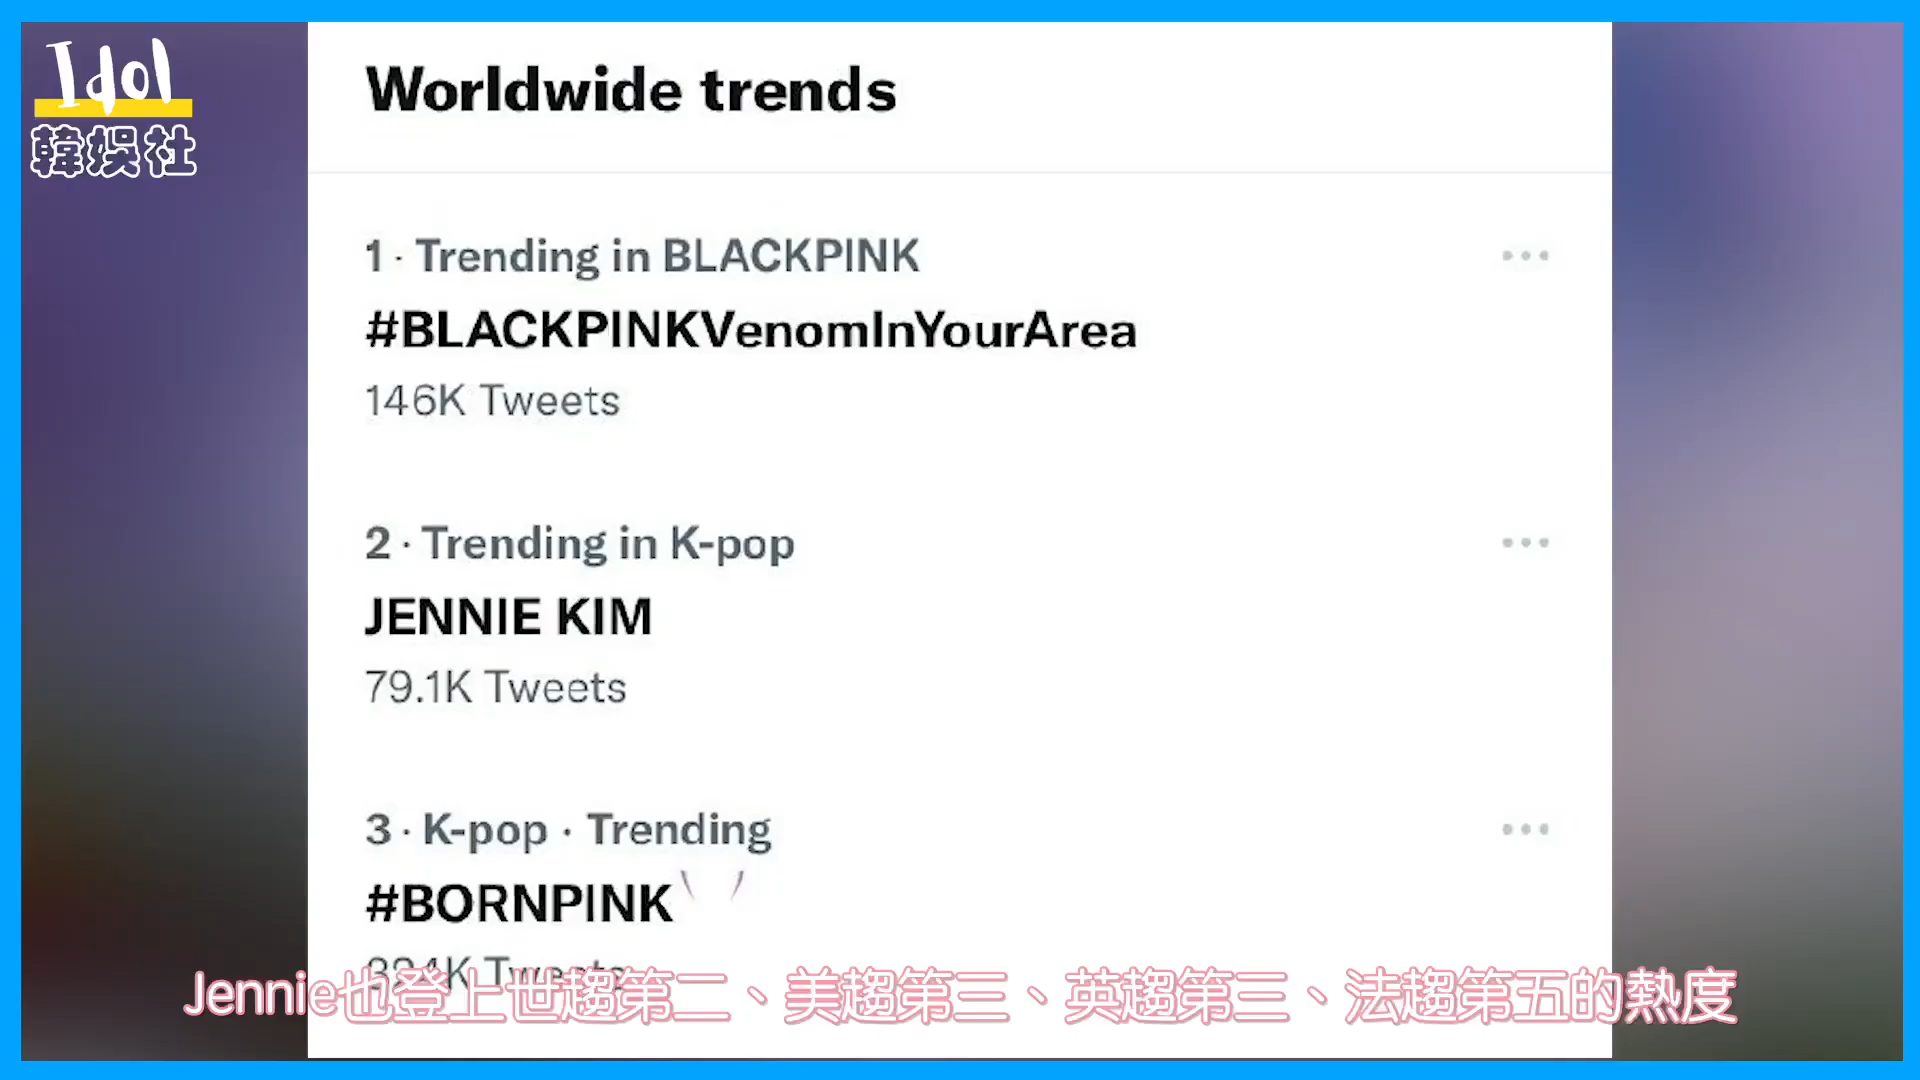 Idol
韓娛社
Worldwide trends
1 · Trending in BLACKPINK
#BLACKPINKVenomInYourArea
146K Tweets
2 · Trending in K-pop
JENNIE KIM
79.1K Tweets
3 · K-pop · Trending
#BORNPINK
Tweets
Jennie也登上世趨第二、美趨第三、英趨第三、法趨第五的熱度